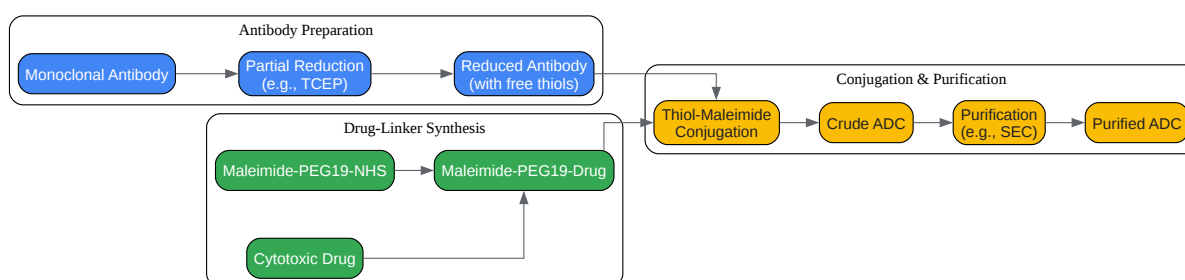 Antibody Preparation
Monoclonal Antibody
Partial Reduction
(e.g., TCEP)
Reduced Antibody
(with free thiols)
Conjugation & Purification
Thiol-Maleimide
Conjugation
Crude ADC
Purification
(e.g., SEC)
Purified ADC
Drug-Linker Synthesis
Maleimide-PEG19-NHS
Maleimide-PEG19-Drug
Cytotoxic Drug